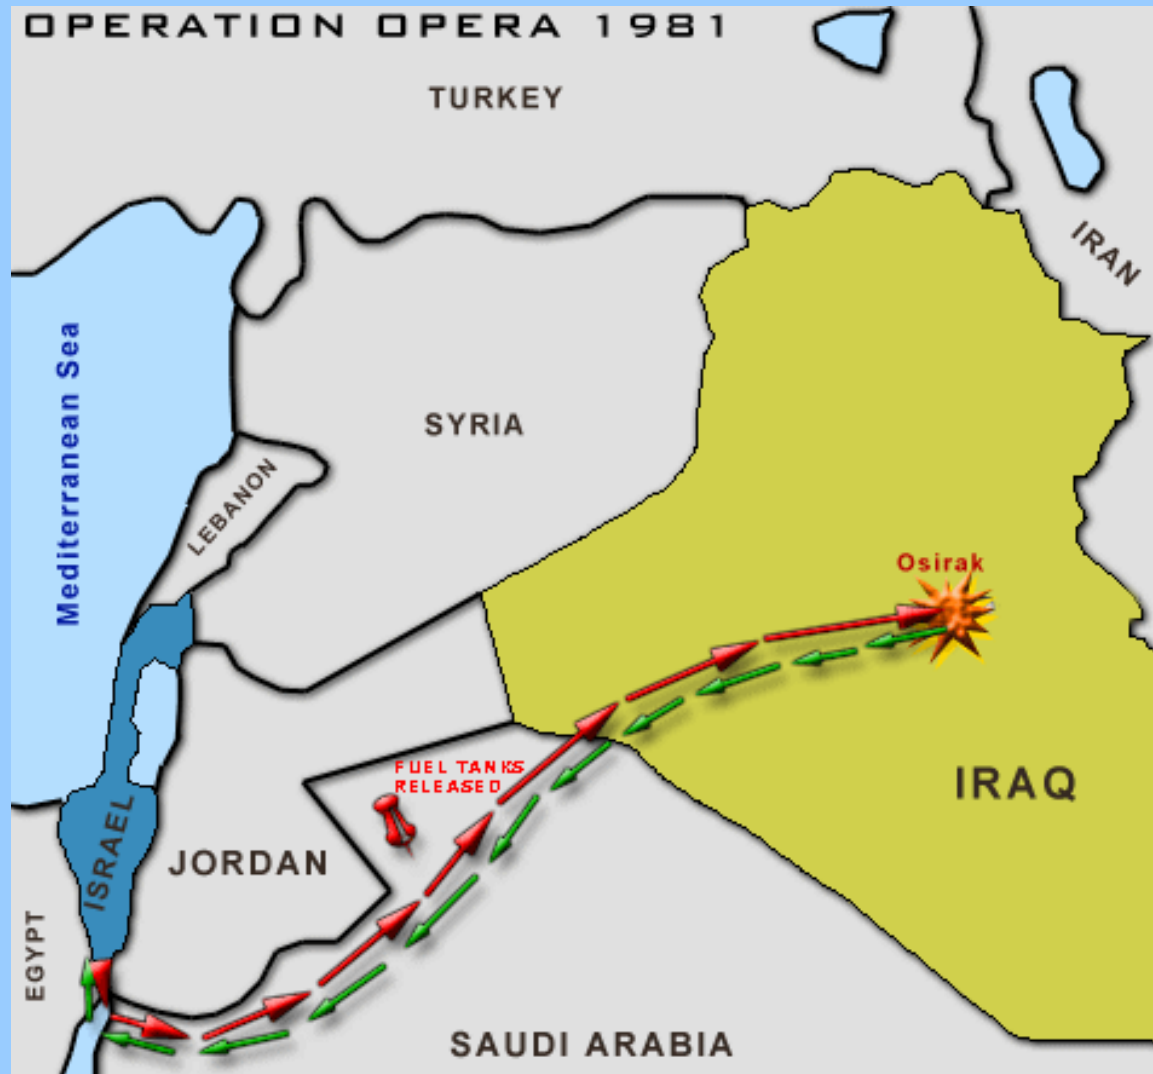 OPERATION OPERA 1981
TURKEY
IRAN
Mediterranean Sea
SYRIA
LEBANON
Osirak
FUEL TANKS
RELEASED
IRAQ
ISRAEL
JORDAN
EGYPT
SAUDI ARABIA